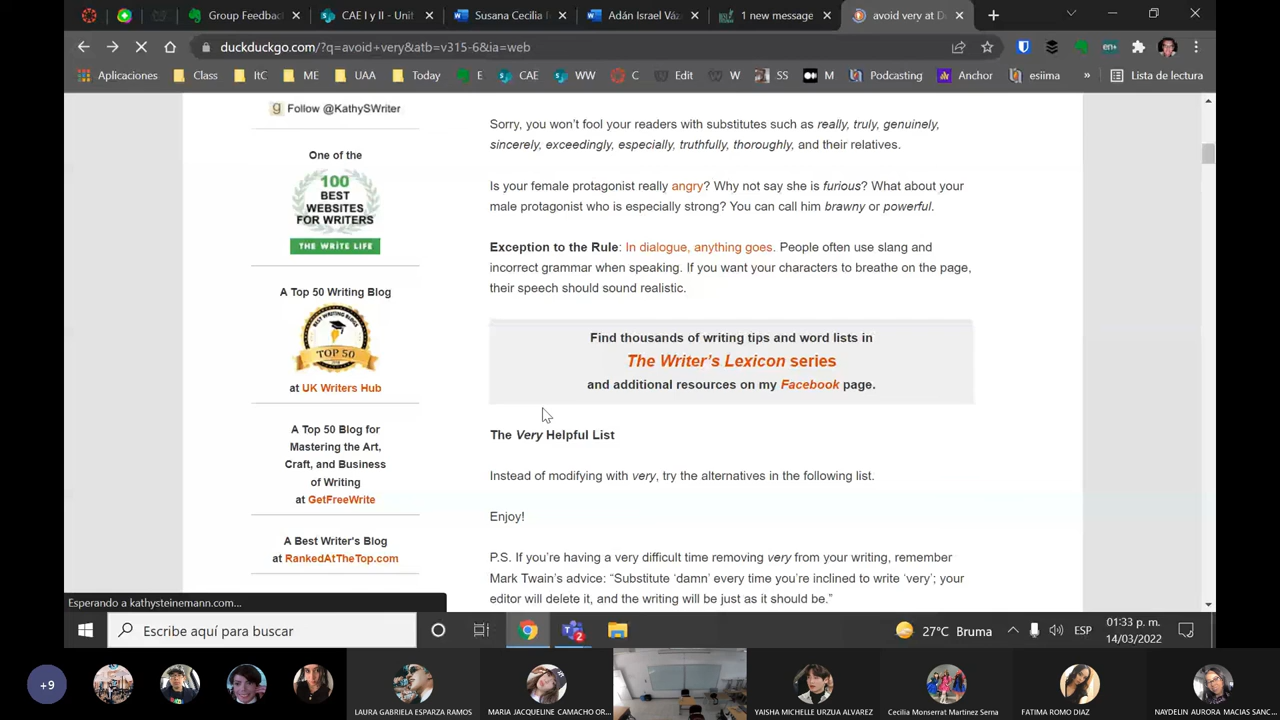 Group Feedback
CAE I y II - Unit
Susana Cecilia
Adán Israel Váz
1 new message
avoid very at D
duckduckgo.com/?q=avoid+very&atb=v315-6&ia=web
Aplicaciones
Class
ItC
ME
UAA
Today
E
CAE
WW
C
Edit
W
SS
M
Podcasting
Anchor
esiima
»
Lista de lectura
Follow @KathySWriter
One of the
100
BEST
WEBSITES
FOR WRITERS
THE WRITE LIFE
A Top 50 Writing Blog
BEST WRITING BLOGS
TOP 50
at UK Writers Hub
A Top 50 Blog for
Mastering the Art,
Craft, and Business
of Writing
at GetFreeWrite
A Best Writer's Blog
at RankedAtTheTop.com
Sorry, you won't fool your readers with substitutes such as really, truly, genuinely,
sincerely, exceedingly, especially, truthfully, thoroughly, and their relatives.
Is your female protagonist really angry? Why not say she is furious? What about your
male protagonist who is especially strong? You can call him brawny or powerful.
Exception to the Rule: In dialogue, anything goes. People often use slang and
incorrect grammar when speaking. If you want your characters to breathe on the page,
their speech should sound realistic.
Find thousands of writing tips and word lists in
The Writer's Lexicon series
and additional resources on my Facebook page.
The Very Helpful List
Instead of modifying with very, try the alternatives in the following list.
Enjoy!
P.S. If you're having a very difficult time removing very from your writing, remember
Mark Twain's advice: “Substitute ‘damn’ every time you're inclined to write ‘very’; your
editor will delete it, and the writing will be just as it should be.”
Esperando a kathysteinemann.com...
Escribe aquí para buscar
2
27°C Bruma
ESP
01:33 p. m.
14/03/2022
+9
LAURA GABRIELA ESPARZA RAMOS
MARIA JACQUELINE CAMACHO OR...
YAISHA MICHELLE URZUA ALVAREZ
Cecilia Monserrat Martinez Serna
FATIMA ROMO DIAZ
NAYDELIN AURORA MACIAS SANC...